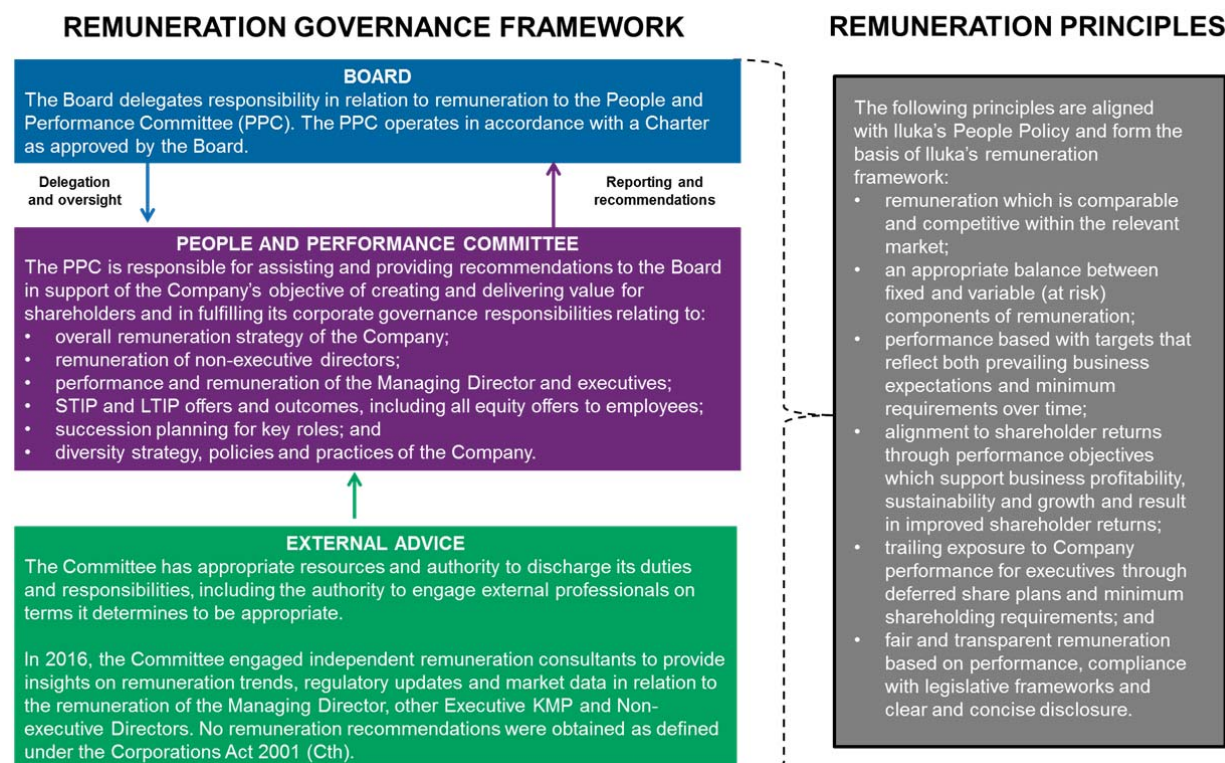 REMUNERATION GOVERNANCE FRAMEWORK
BOARD
The Board delegates responsibility in relation to remuneration to the People and
Performance Committee (PPC). The PPC operates in accordance with a Charter
as approved by the Board.
Delegation
and oversight
Reporting and
recommendations
PEOPLE AND PERFORMANCE COMMITTEE
The PPC is responsible for assisting and providing recommendations to the Board
in support of the Company's objective of creating and delivering value for
shareholders and in fulfilling its corporate governance responsibilities relating to:
• overall remuneration strategy of the Company;
• remuneration of non-executive directors;
• performance and remuneration of the Managing Director and executives;
• STIP and LTIP offers and outcomes, including all equity offers to employees;
• succession planning for key roles; and
• diversity strategy, policies and practices of the Company.
EXTERNAL ADVICE
The Committee has appropriate resources and authority to discharge its duties
and responsibilities, including the authority to engage external professionals on
terms it determines to be appropriate.
In 2016, the Committee engaged independent remuneration consultants to provide
insights on remuneration trends, regulatory updates and market data in relation to
the remuneration of the Managing Director, other Executive KMP and Non-
executive Directors. No remuneration recommendations were obtained as defined
under the Corporations Act 2001 (Cth).
REMUNERATION PRINCIPLES
The following principles are aligned
with Iluka's People Policy and form the
basis of Iluka's remuneration
framework:
• remuneration which is comparable
and competitive within the relevant
market;
• an appropriate balance between
fixed and variable (at risk)
components of remuneration;
• performance based with targets that
reflect both prevailing business
expectations and minimum
requirements over time;
• alignment to shareholder returns
through performance objectives
which support business profitability,
sustainability and growth and result
in improved shareholder returns;
• trailing exposure to Company
performance for executives through
deferred share plans and minimum
shareholding requirements; and
• fair and transparent remuneration
based on performance, compliance
with legislative frameworks and
clear and concise disclosure.